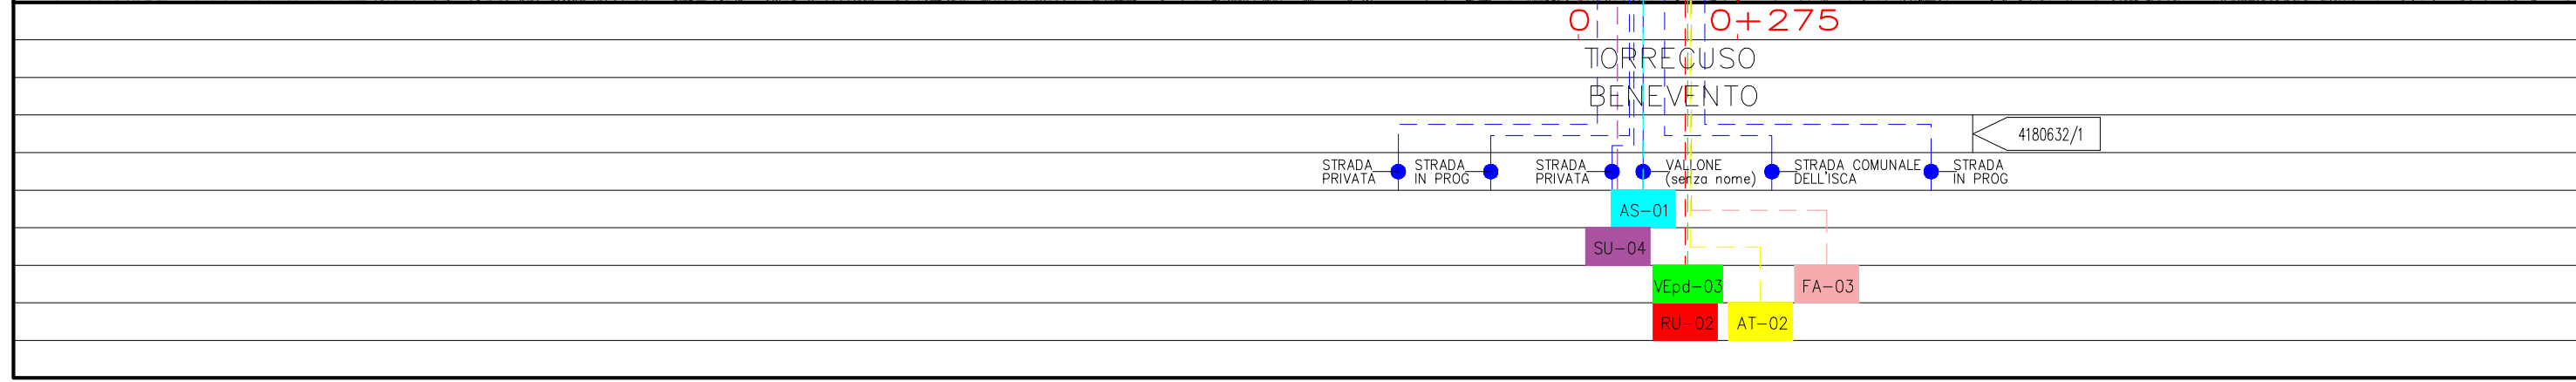 0 0+275
TORRECUSO
BENEVENTO
4180632/1
STRADA PRIVATA
STRADA IN PROG
STRADA PRIVATA
VALLONE (senza nome)
STRADA COMUNALE DELL'ISCA
STRADA IN PROG
AS-01
SU-04
VEpd-03 FA-03
RU-02 AT-02